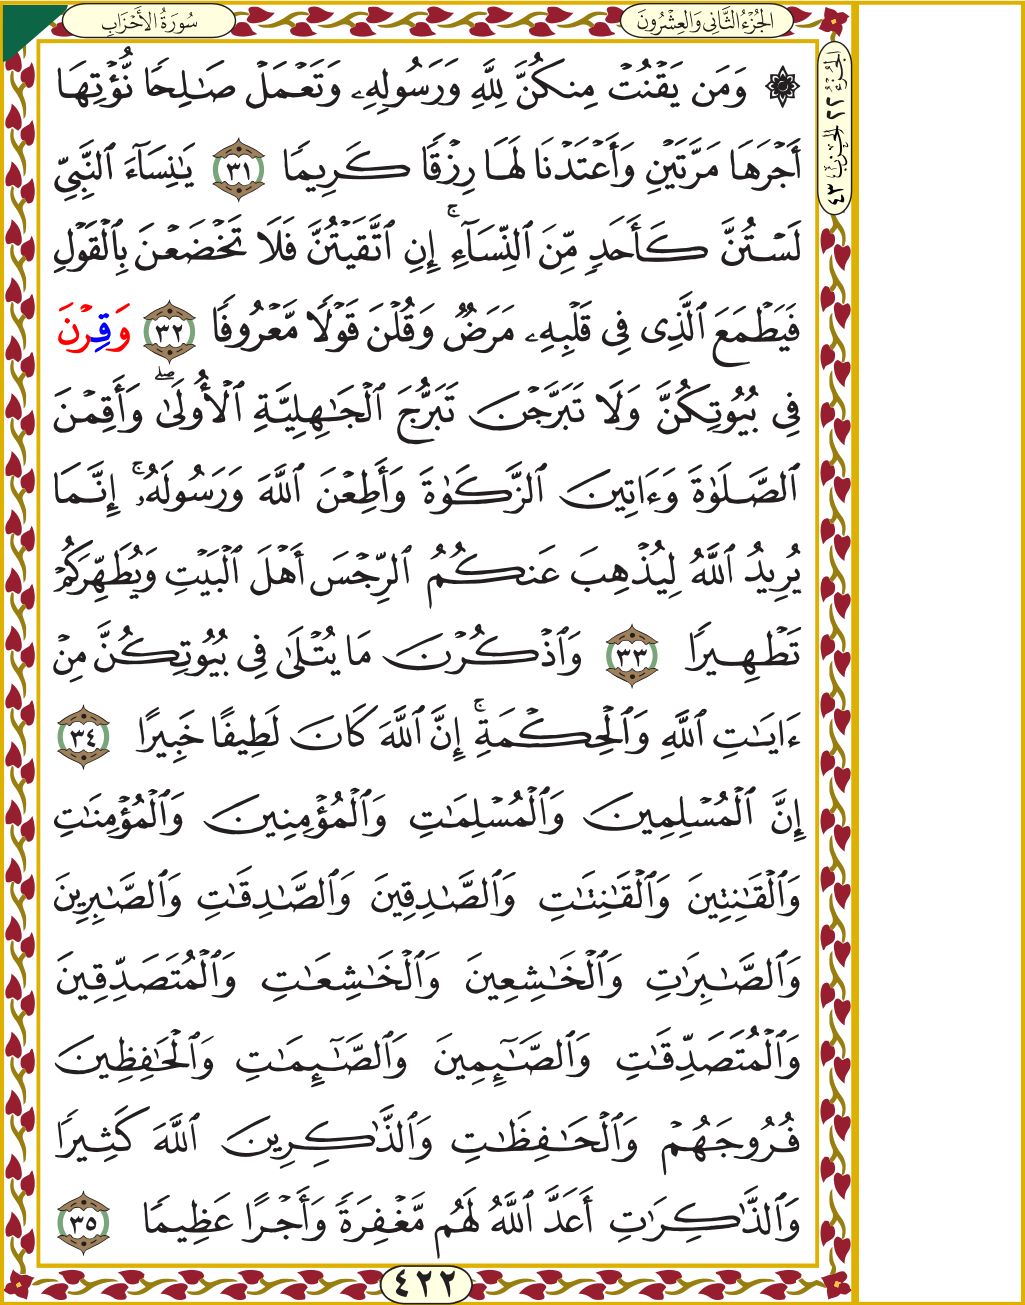 الجُزْءُ الثَّانِي وَالعِشْرُونَ
سُورَةُ الأَحْزَابِ
الجزء ٢٢ الحزب ٤٣
۞ وَمَن يَقْنُتْ مِنكُنَّ لِلَّهِ وَرَسُولِهِۦ وَتَعْمَلْ صَـٰلِحًا نُّؤْتِهَا
أَجْرَهَا مَرَّتَيْنِ وَأَعْتَدْنَا لَهَا رِزْقًا كَرِيمًا ٣١ يَـٰنِسَآءَ ٱلنَّبِيِّ
لَسْتُنَّ كَأَحَدٍ مِّنَ ٱلنِّسَآءِ ۚ إِنِ ٱتَّقَيْتُنَّ فَلَا تَخْضَعْنَ بِٱلْقَوْلِ
فَيَطْمَعَ ٱلَّذِى فِى قَلْبِهِۦ مَرَضٌ وَقُلْنَ قَوْلًا مَّعْرُوفًا ٣٢ وَقِرْنَ
فِى بُيُوتِكُنَّ وَلَا تَبَرَّجْنَ تَبَرُّجَ ٱلْجَـٰهِلِيَّةِ ٱلْأُولَىٰ ۖ وَأَقِمْنَ
ٱلصَّلَوٰةَ وَءَاتِينَ ٱلزَّكَوٰةَ وَأَطِعْنَ ٱللَّهَ وَرَسُولَهُۥٓ ۚ إِنَّمَا
يُرِيدُ ٱللَّهُ لِيُذْهِبَ عَنكُمُ ٱلرِّجْسَ أَهْلَ ٱلْبَيْتِ وَيُطَهِّرَكُمْ
تَطْهِيرًا ٣٣ وَٱذْكُرْنَ مَا يُتْلَىٰ فِى بُيُوتِكُنَّ مِنْ
ءَايَـٰتِ ٱللَّهِ وَٱلْحِكْمَةِ ۚ إِنَّ ٱللَّهَ كَانَ لَطِيفًا خَبِيرًا ٣٤
إِنَّ ٱلْمُسْلِمِينَ وَٱلْمُسْلِمَـٰتِ وَٱلْمُؤْمِنِينَ وَٱلْمُؤْمِنَـٰتِ
وَٱلْقَـٰنِتِينَ وَٱلْقَـٰنِتَـٰتِ وَٱلصَّـٰدِقِينَ وَٱلصَّـٰدِقَـٰتِ وَٱلصَّـٰبِرِينَ
وَٱلصَّـٰبِرَٰتِ وَٱلْخَـٰشِعِينَ وَٱلْخَـٰشِعَـٰتِ وَٱلْمُتَصَدِّقِينَ
وَٱلْمُتَصَدِّقَـٰتِ وَٱلصَّـٰٓئِمِينَ وَٱلصَّـٰٓئِمَـٰتِ وَٱلْحَـٰفِظِينَ
فُرُوجَهُمْ وَٱلْحَـٰفِظَـٰتِ وَٱلذَّٰكِرِينَ ٱللَّهَ كَثِيرًا
وَٱلذَّٰكِرَٰتِ أَعَدَّ ٱللَّهُ لَهُم مَّغْفِرَةً وَأَجْرًا عَظِيمًا ٣٥
٤٢٢